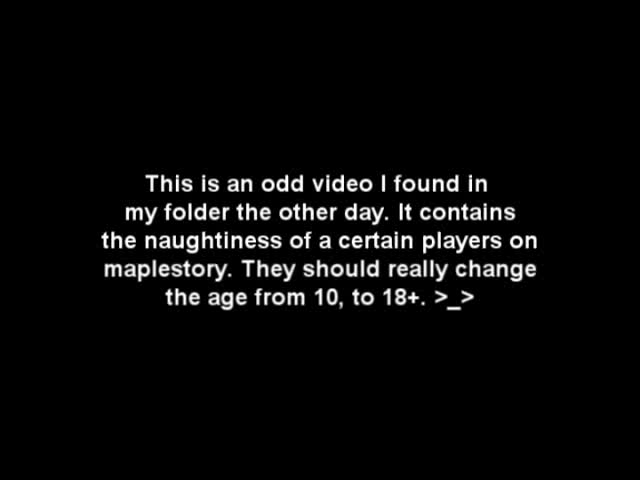 This is an odd video I found in
my folder the other day. It contains
the naughtiness of a certain players on
maplestory. They should really change
the age from 10, to 18+. >_>